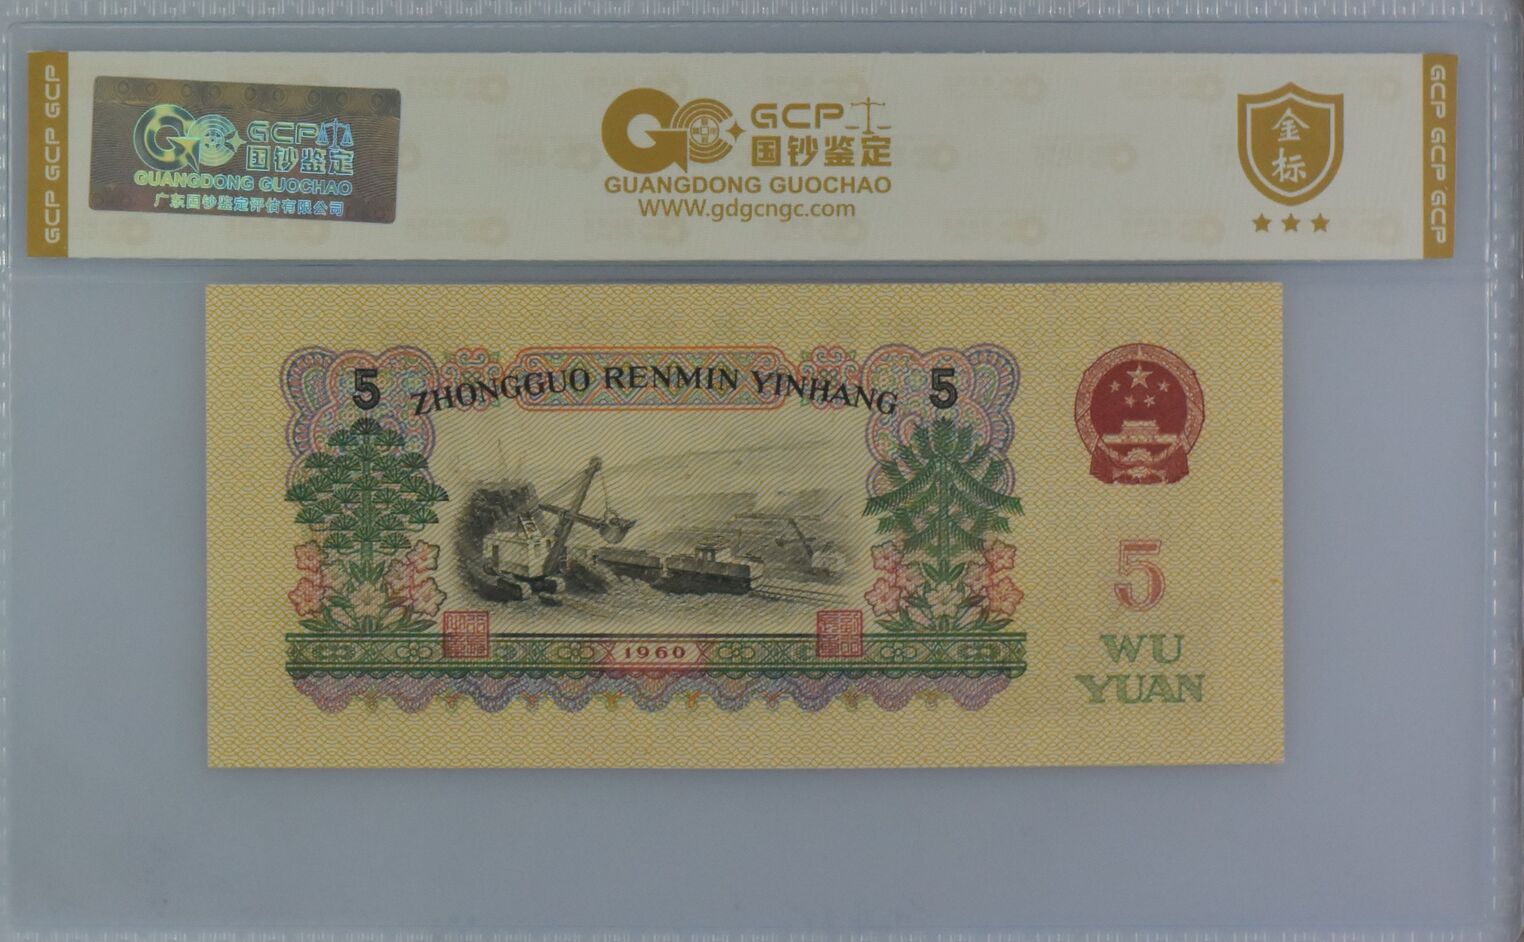 GCP GCP GCP
GCP
国钞鉴定
GUANGDONG GUOCHAO
广东国钞鉴定评估有限公司
GCP
国钞鉴定
GUANGDONG GUOCHAO
WWW.gdgcngc.com
金标
GCP GCP GCP
5 ZHONGGUO RENMIN YINHANG 5
1960
5
WU
YUAN